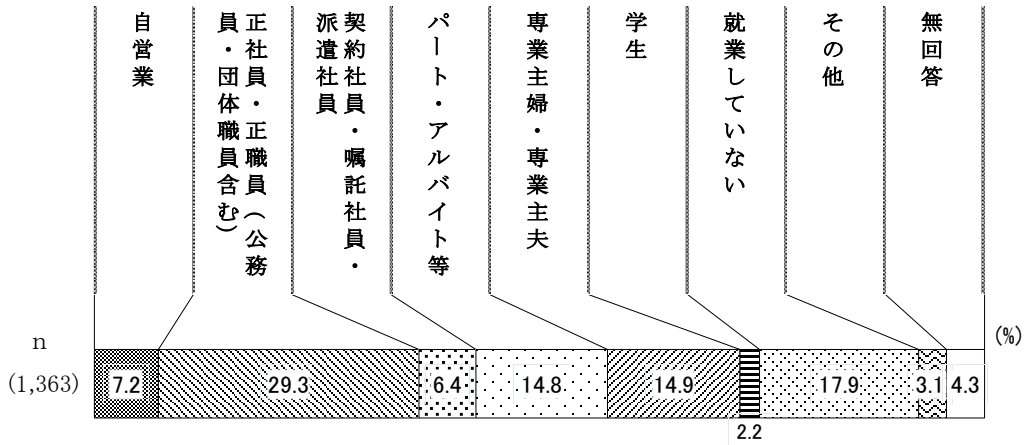 自営業
正社員・正職員（公務
員・団体職員含む）
契約社員・嘱託社員・
派遣社員
パート・アルバイト等
専業主婦・専業主夫
学生
就業していない
その他
無回答
(%)
n
(1,363)
7.2
29.3
6.4
14.8
14.9
2.2
17.9
3.1
4.3